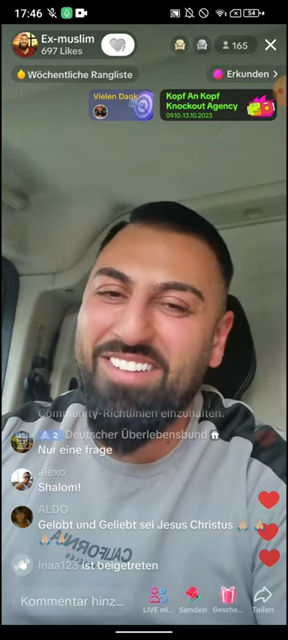 17:46
54
Ex-muslim
697 Likes
165
Wöchentliche Rangliste
Erkunden >
Vielen Dank
Kopf An Kopf
Knockout Agency
09.10-13.10.2023
Community-Richtlinien einzuhalten.
2 Deutscher Überlebensbund
Nur eine frage
alexo
Shalom!
ALDO
Gelobt und Geliebt sei Jesus Christus
CALIFORNIA
lnaa123 ist beigetreten
Kommentar hinz...
LIVE mi...
Senden
Gesche...
Teilen